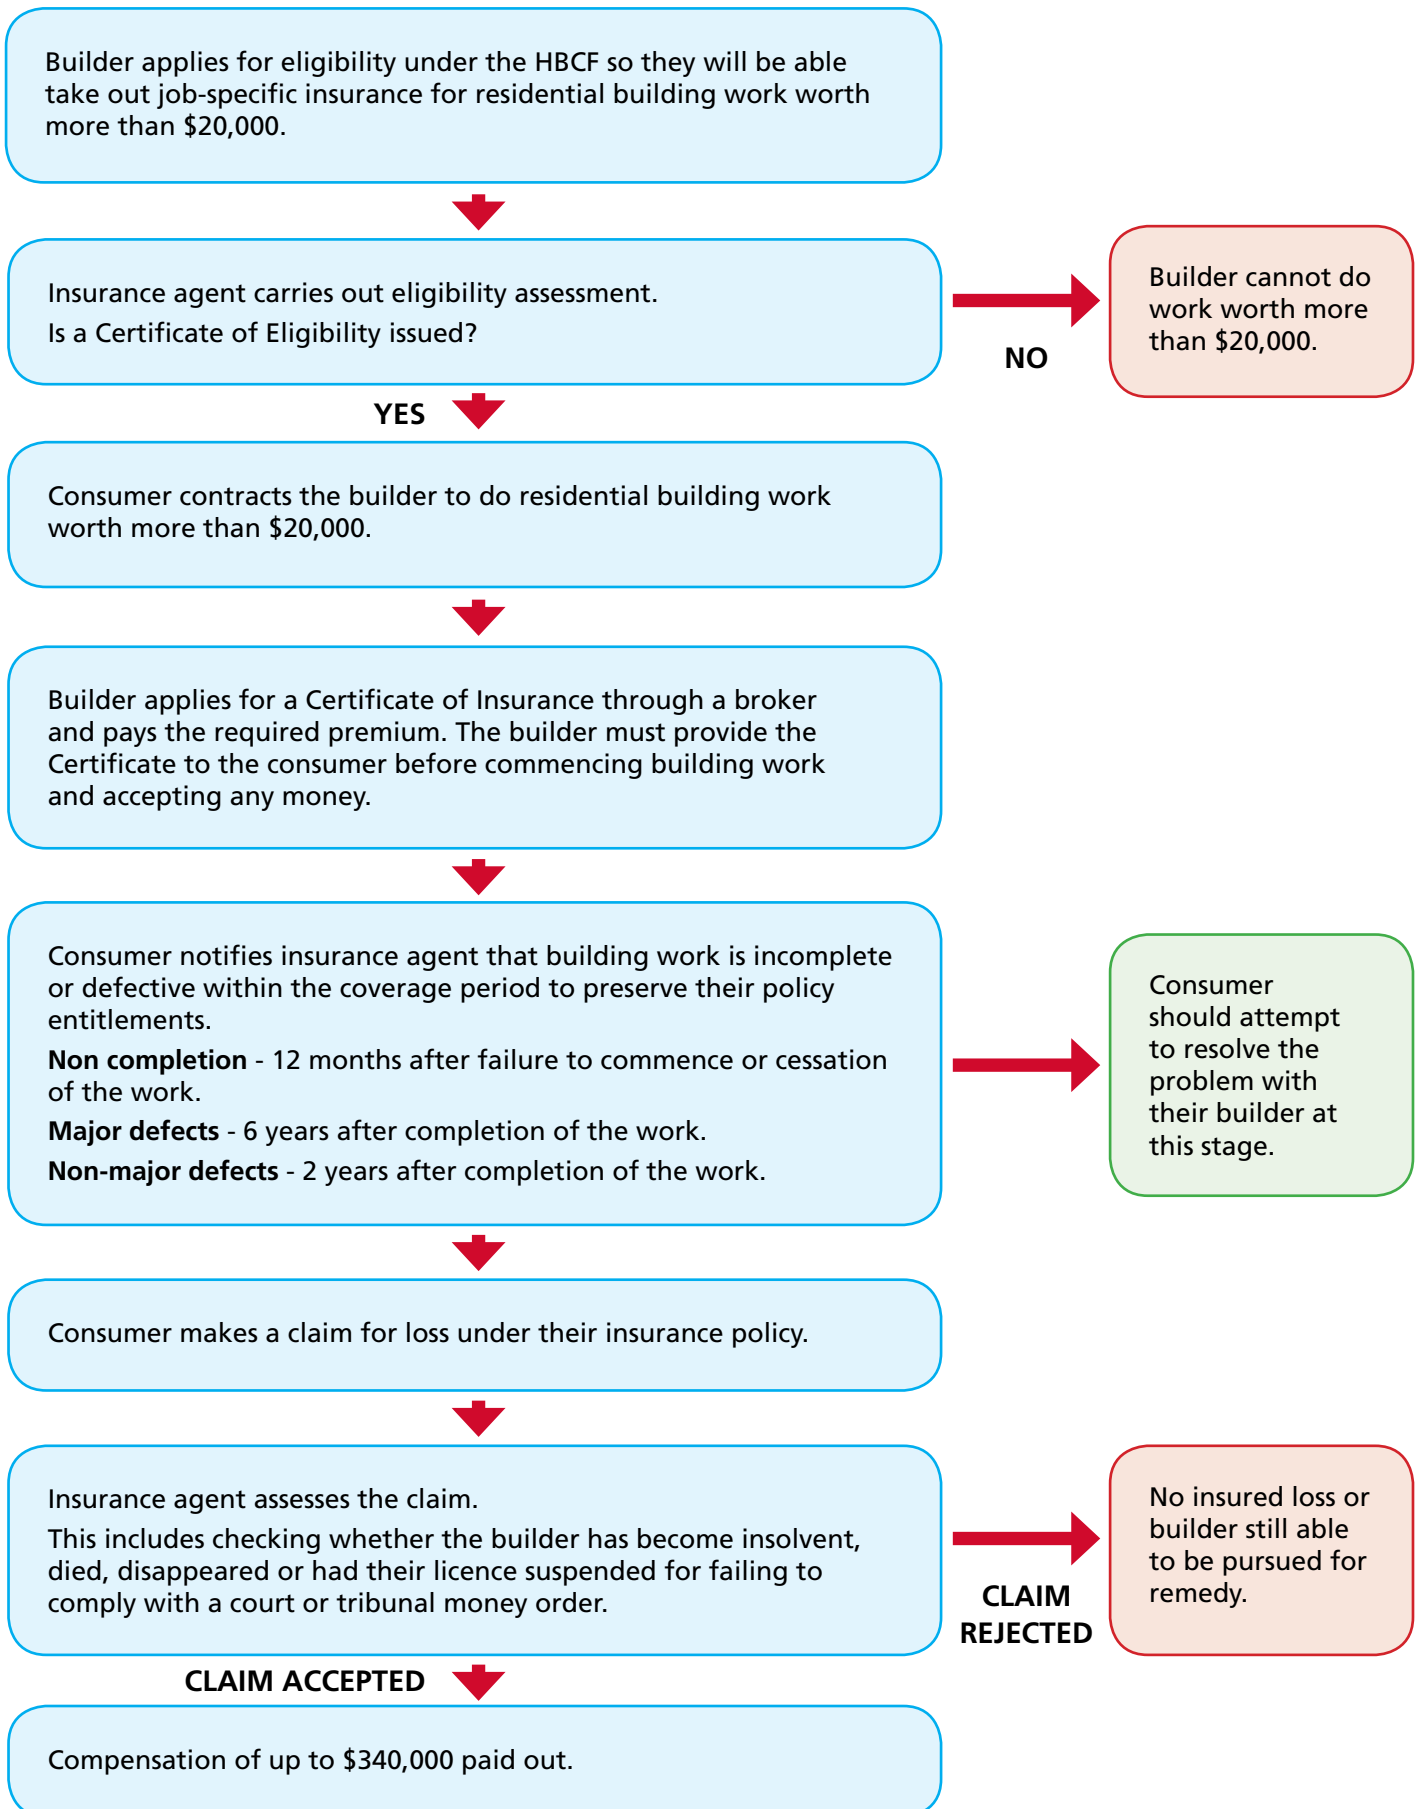 Builder applies for eligibility under the HBCF so they will be able
take out job-specific insurance for residential building work worth
more than $20,000.
Insurance agent carries out eligibility assessment.
Is a Certificate of Eligibility issued?
NO
Builder cannot do
work worth more
than $20,000.
YES
Consumer contracts the builder to do residential building work
worth more than $20,000.
Builder applies for a Certificate of Insurance through a broker
and pays the required premium. The builder must provide the
Certificate to the consumer before commencing building work
and accepting any money.
Consumer notifies insurance agent that building work is incomplete
or defective within the coverage period to preserve their policy
entitlements.
Non completion - 12 months after failure to commence or cessation
of the work.
Major defects - 6 years after completion of the work.
Non-major defects - 2 years after completion of the work.
Consumer
should attempt
to resolve the
problem with
their builder at
this stage.
Consumer makes a claim for loss under their insurance policy.
Insurance agent assesses the claim.
This includes checking whether the builder has become insolvent,
died, disappeared or had their licence suspended for failing to
comply with a court or tribunal money order.
CLAIM
REJECTED
No insured loss or
builder still able
to be pursued for
remedy.
CLAIM ACCEPTED
Compensation of up to $340,000 paid out.